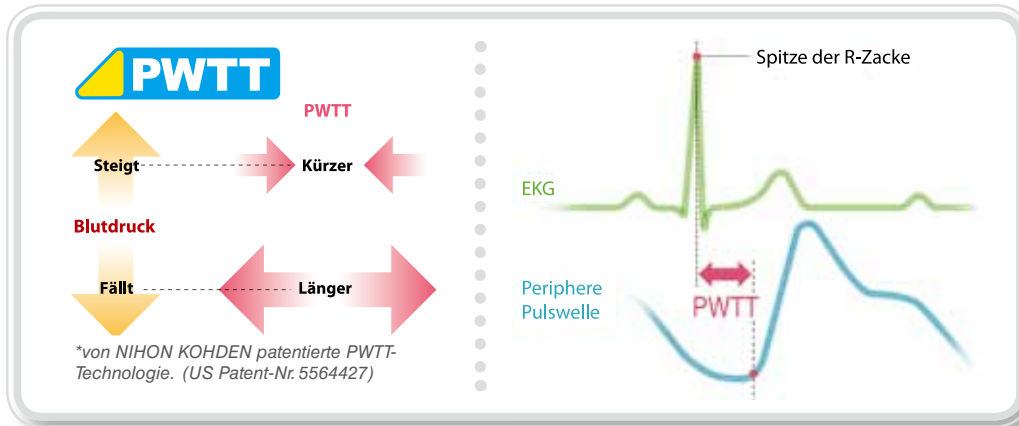 PWTT
PWTT
Steigt
Kürzer
Blutdruck
Fällt
Länger
*von NIHON KOHDEN patentierte PWTT-
Technologie. (US Patent-Nr. 5564427)
Spitze der R-Zacke
EKG
Periphere
Pulswelle
PWTT